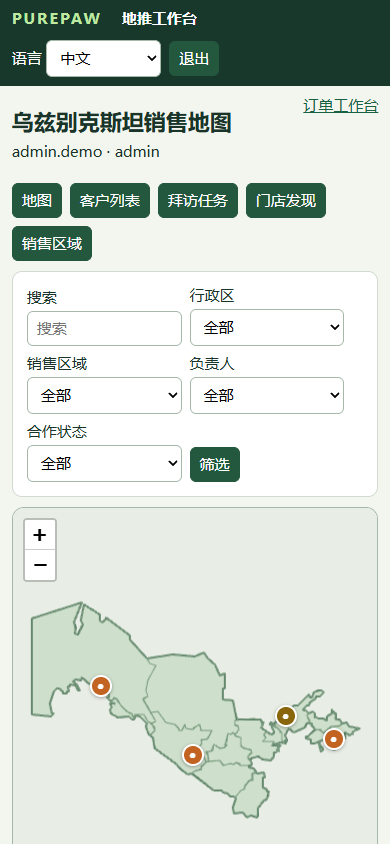 PUREPAW 地推工作台
语言 中文 退出
订单工作台
乌兹别克斯坦销售地图
admin.demo · admin
地图 客户列表 拜访任务 门店发现
销售区域
搜索 行政区
搜索 全部
销售区域 负责人
全部 全部
合作状态
全部 筛选
+
−